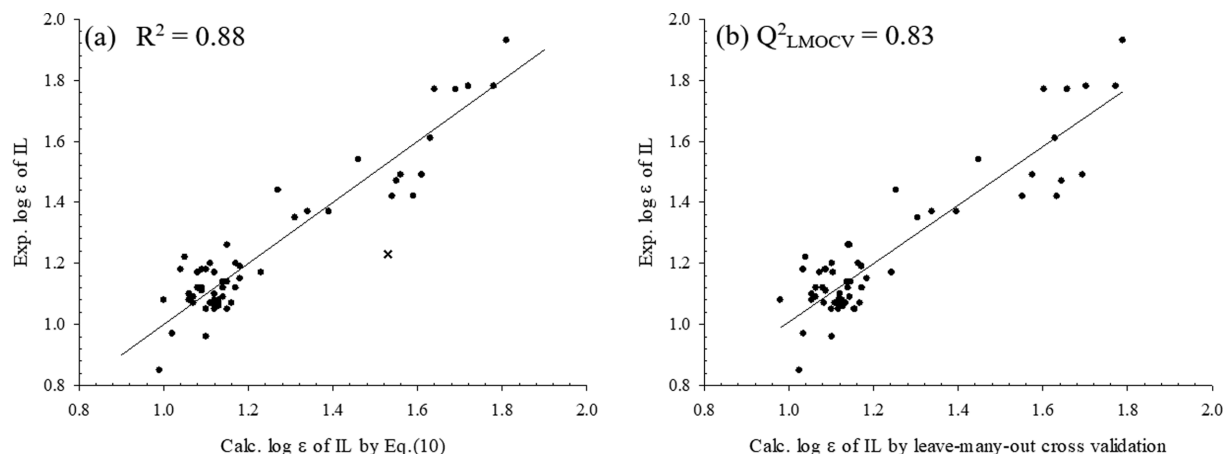 (a) R² = 0.88
2.0
1.8
1.6
1.4
1.2
1.0
0.8
Exp. log ε of IL
0.8 1.0 1.2 1.4 1.6 1.8 2.0
Calc. log ε of IL by Eq.(10)
(b) Q²LMOCV = 0.83
2.0
1.8
1.6
1.4
1.2
1.0
0.8
Exp. log ε of IL
0.8 1.0 1.2 1.4 1.6 1.8 2.0
Calc. log ε of IL by leave-many-out cross validation